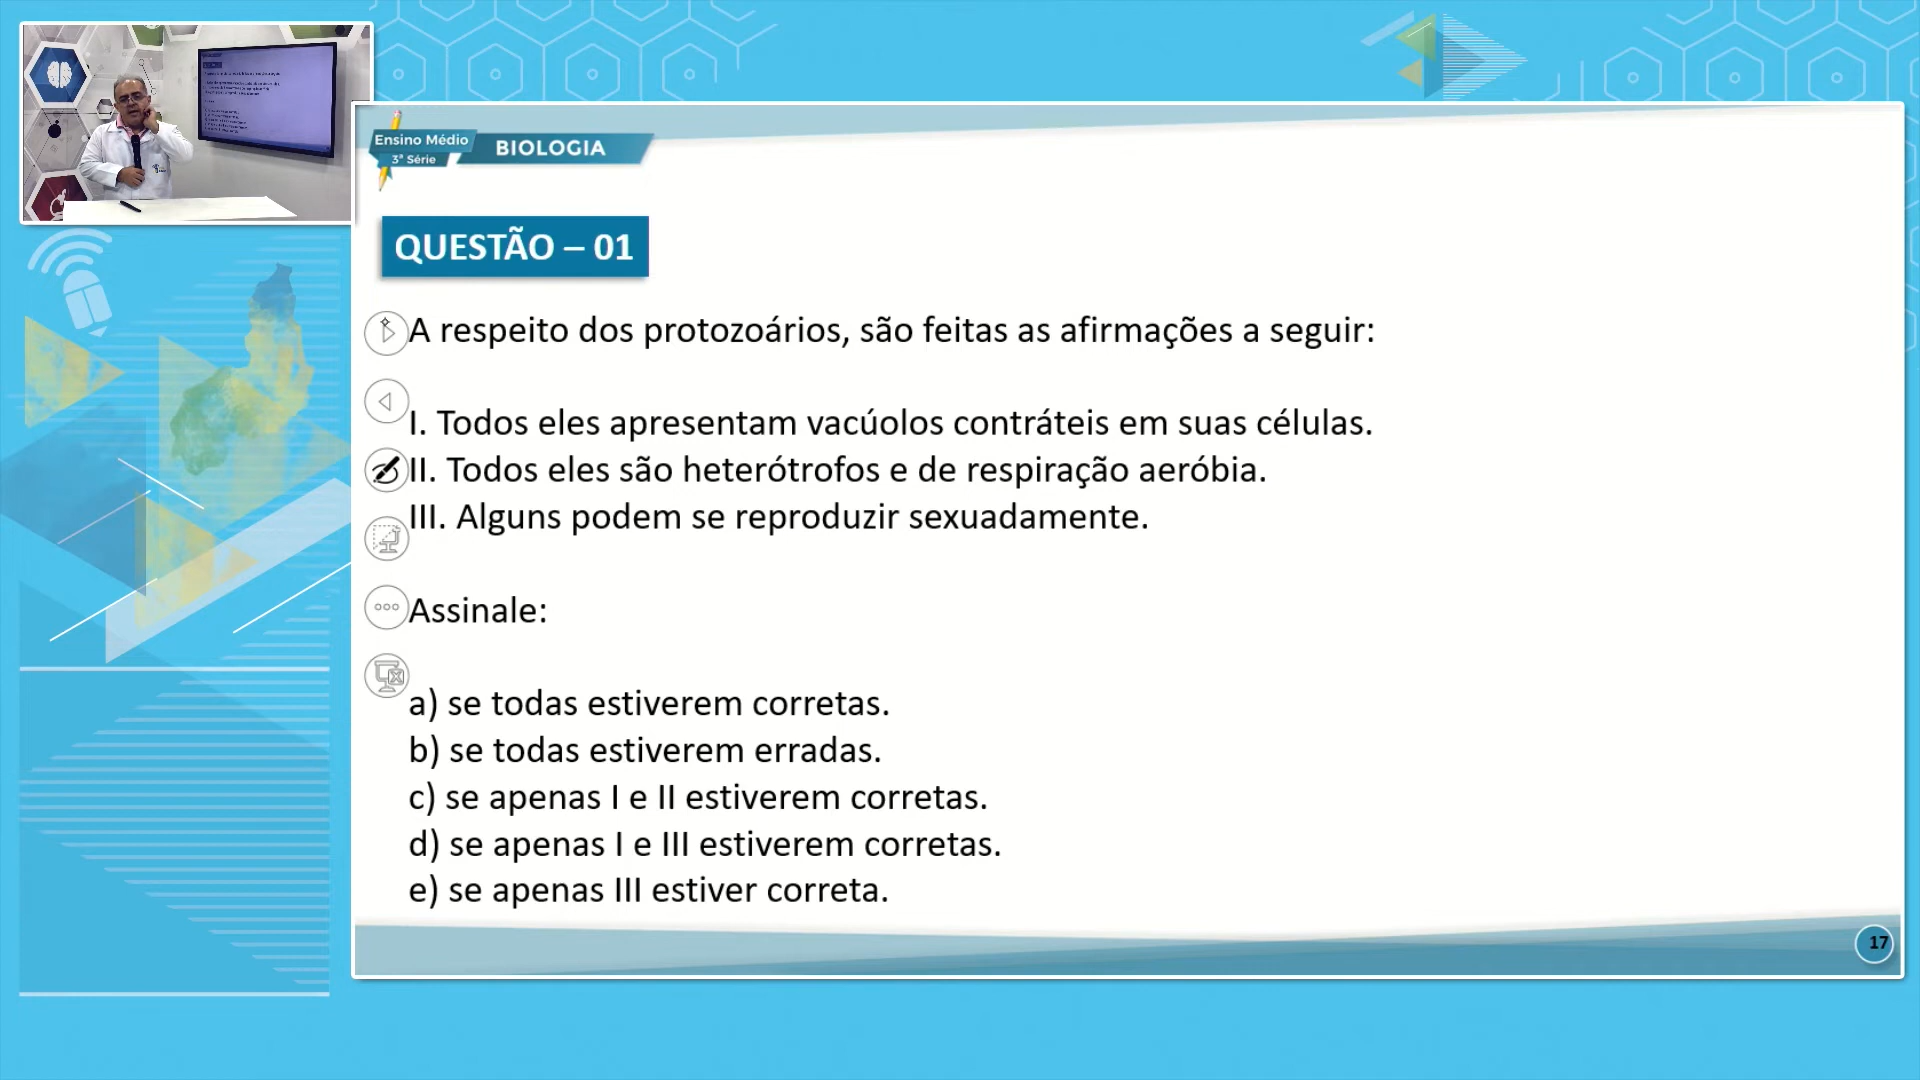 Ensino Médio
3ª Série
BIOLOGIA
QUESTÃO – 01
A respeito dos protozoários, são feitas as afirmações a seguir:
I. Todos eles apresentam vacúolos contráteis em suas células.
II. Todos eles são heterótrofos e de respiração aeróbia.
III. Alguns podem se reproduzir sexuadamente.
Assinale:
a) se todas estiverem corretas.
b) se todas estiverem erradas.
c) se apenas I e II estiverem corretas.
d) se apenas I e III estiverem corretas.
e) se apenas III estiver correta.
17